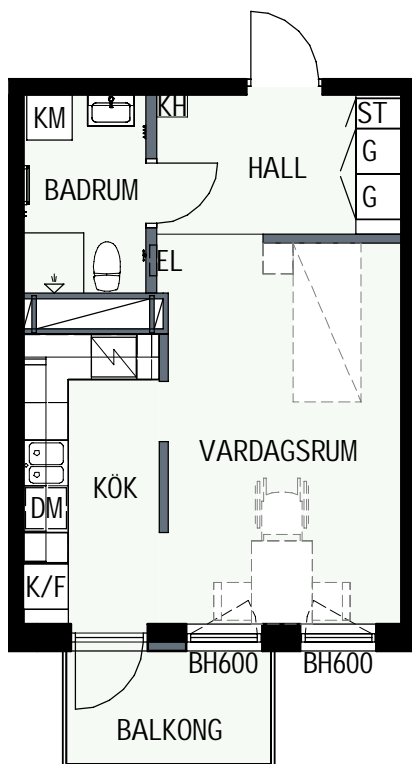 KM
KH
ST
G
HALL
BADRUM
G
EL
VARDAGSRUM
KÖK
DM
K/F
BH600
BH600
BALKONG